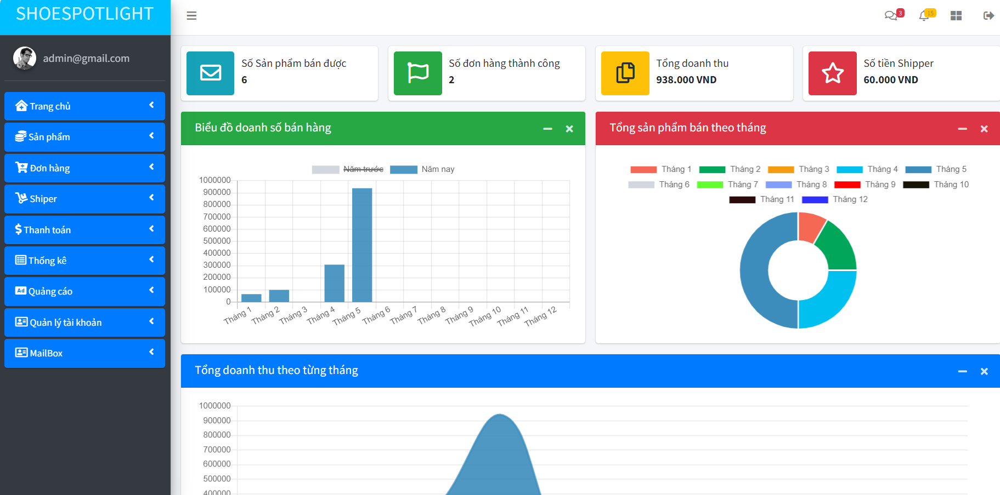 SHOESPOTLIGHT
3
15
admin@gmail.com
Trang chủ
Sản phẩm
Đơn hàng
Shiper
Thanh toán
Thống kê
Ad Quảng cáo
Quản lý tài khoản
MailBox
Số Sản phẩm bán được
6
Số đơn hàng thành công
2
Tổng doanh thu
938.000 VND
Số tiền Shipper
60.000 VND
Biểu đồ doanh số bán hàng
Năm trước Năm nay
1000000
900000
800000
700000
600000
500000
400000
300000
200000
100000
0
Tháng 1 Tháng 2 Tháng 3 Tháng 4 Tháng 5 Tháng 6 Tháng 7 Tháng 8 Tháng 9 Tháng 10 Tháng 11 Tháng 12
Tổng sản phẩm bán theo tháng
Tháng 1 Tháng 2 Tháng 3 Tháng 4 Tháng 5
Tháng 6 Tháng 7 Tháng 8 Tháng 9 Tháng 10
Tháng 11 Tháng 12
Tổng doanh thu theo từng tháng
1000000
900000
800000
700000
600000
500000
400000